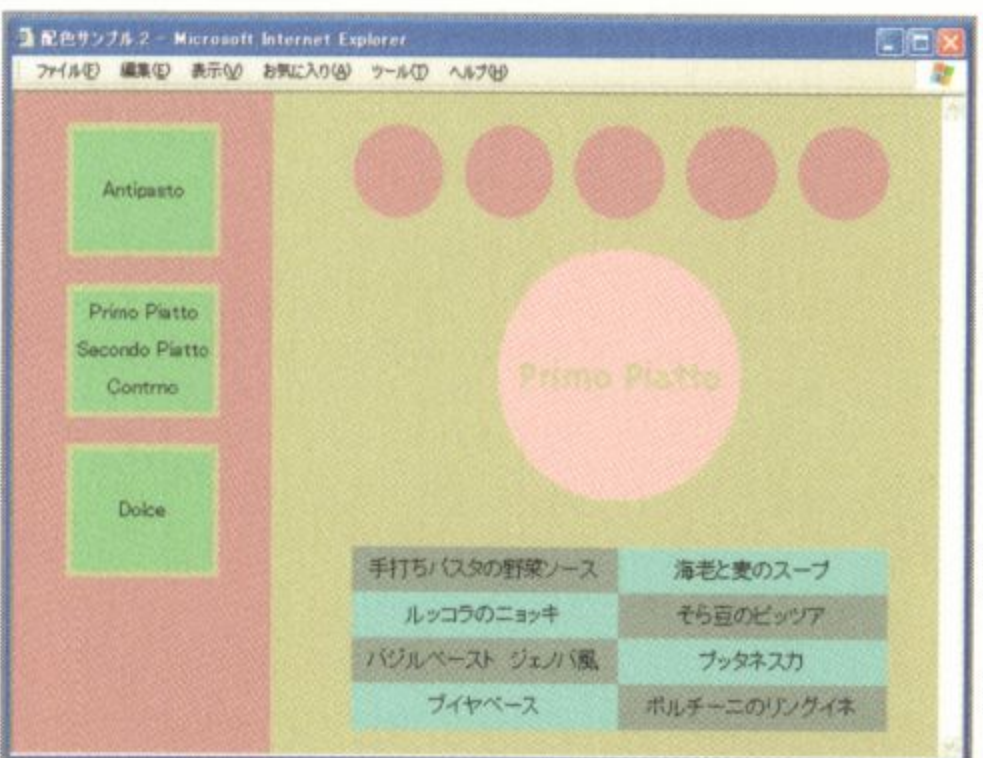 配色サンプル 2 - Microsoft Internet Explorer
ファイル(F) 編集(E) 表示(V) お気に入り(A) ツール(T) ヘルプ(H)
Antipasto
Primo Piatto
Secondo Piatto
Contrno
Dolce
Primo Piatto
手打ちパスタの野菜ソース 海老と麦のスープ
ルッコラのニョッキ そら豆のピッツア
バジルペースト ジェノバ風 プッタネスカ
ブイヤベース ポルチーニのリングイネ